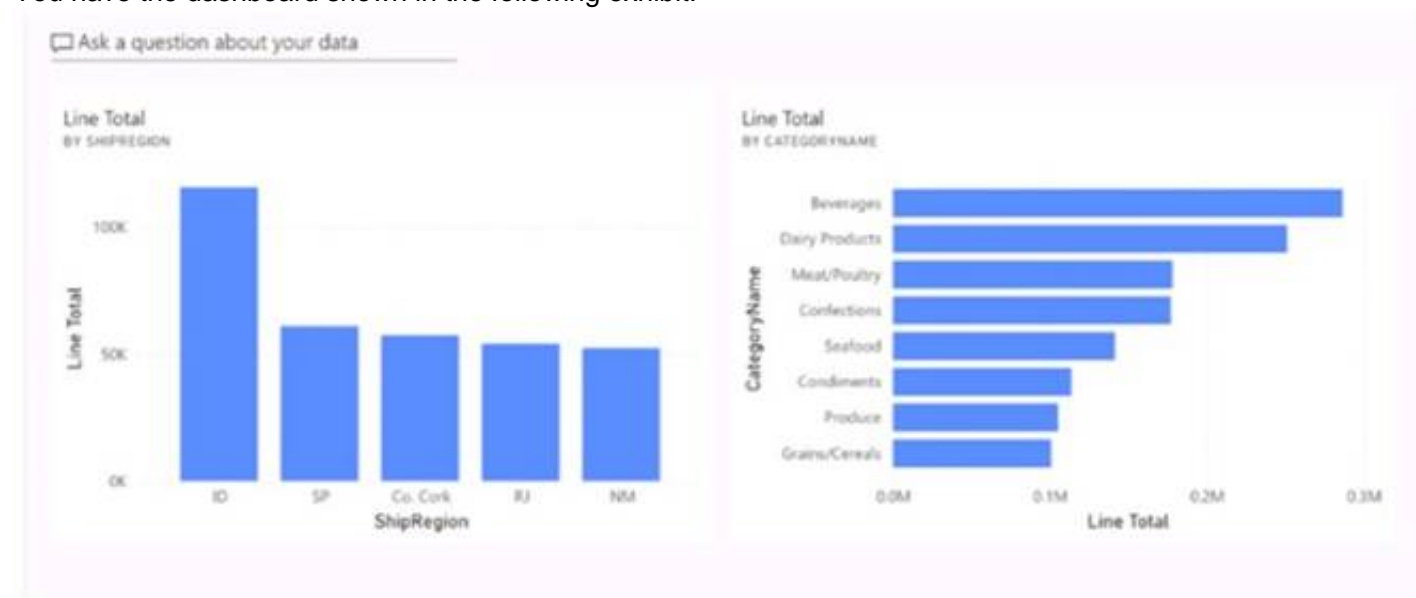 You have the dashboard shown in the following exhibit.
Ask a question about your data
Line Total
BY SHIPREGION
100K
50K
0K
Line Total
ID
SP
Co. Cork
RJ
NM
ShipRegion
Line Total
BY CATEGORYNAME
CategoryName
Beverages
Dairy Products
Meat/Poultry
Confections
Seafood
Condiments
Produce
Grains/Cereals
0.0M
0.1M
0.2M
0.3M
Line Total